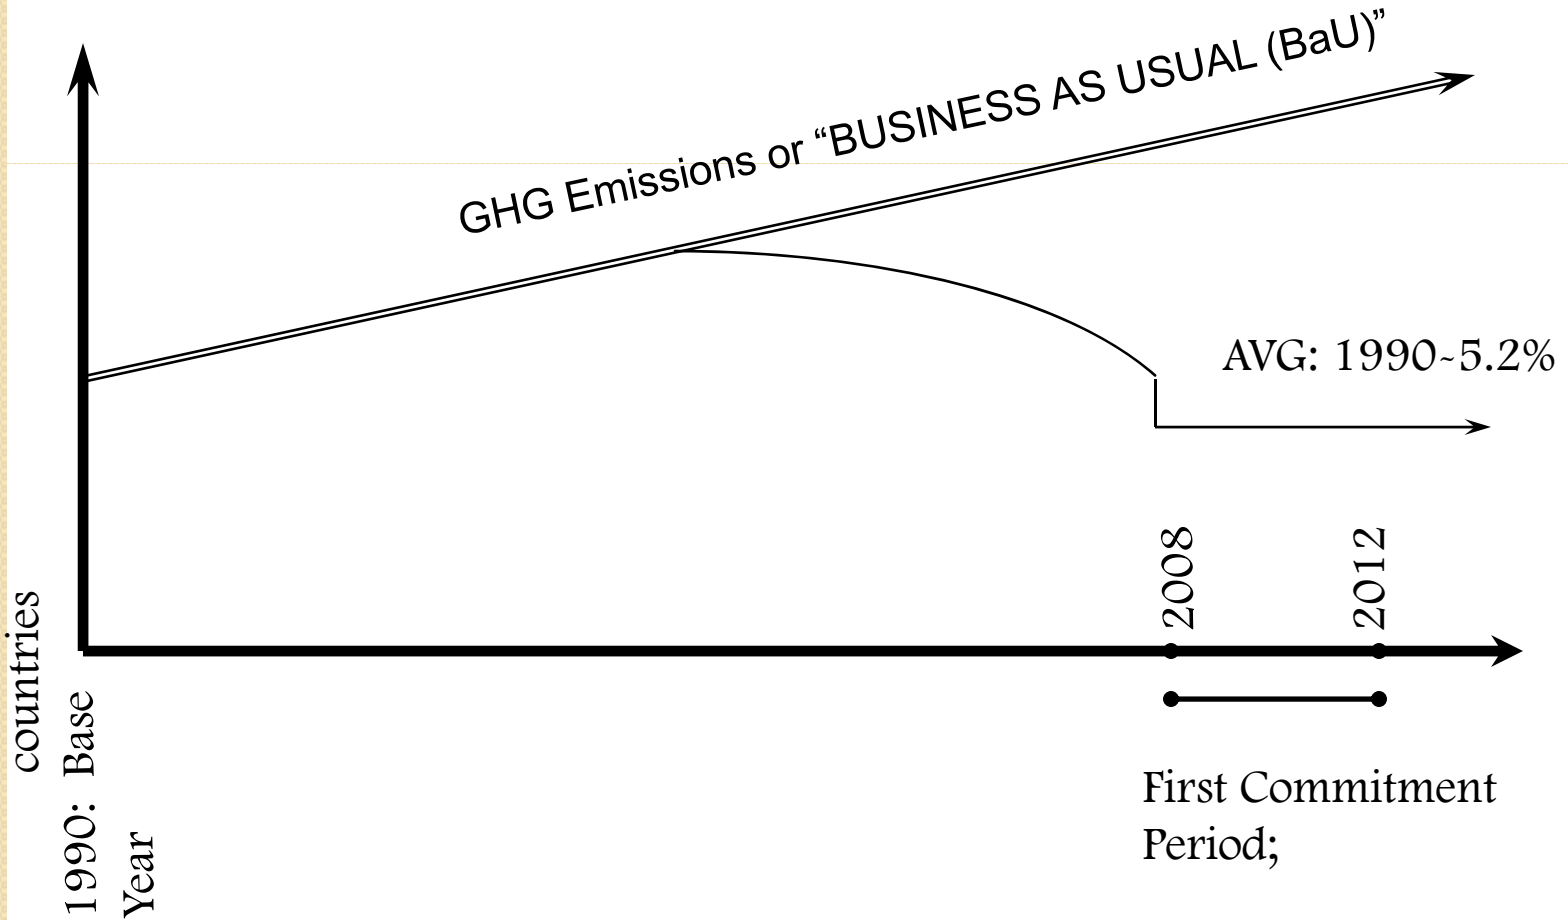 GHG Emissions or “BUSINESS AS USUAL (BaU)”
AVG: 1990-5.2%
2008
2012
countries
1990: Base
Year
First Commitment
Period;